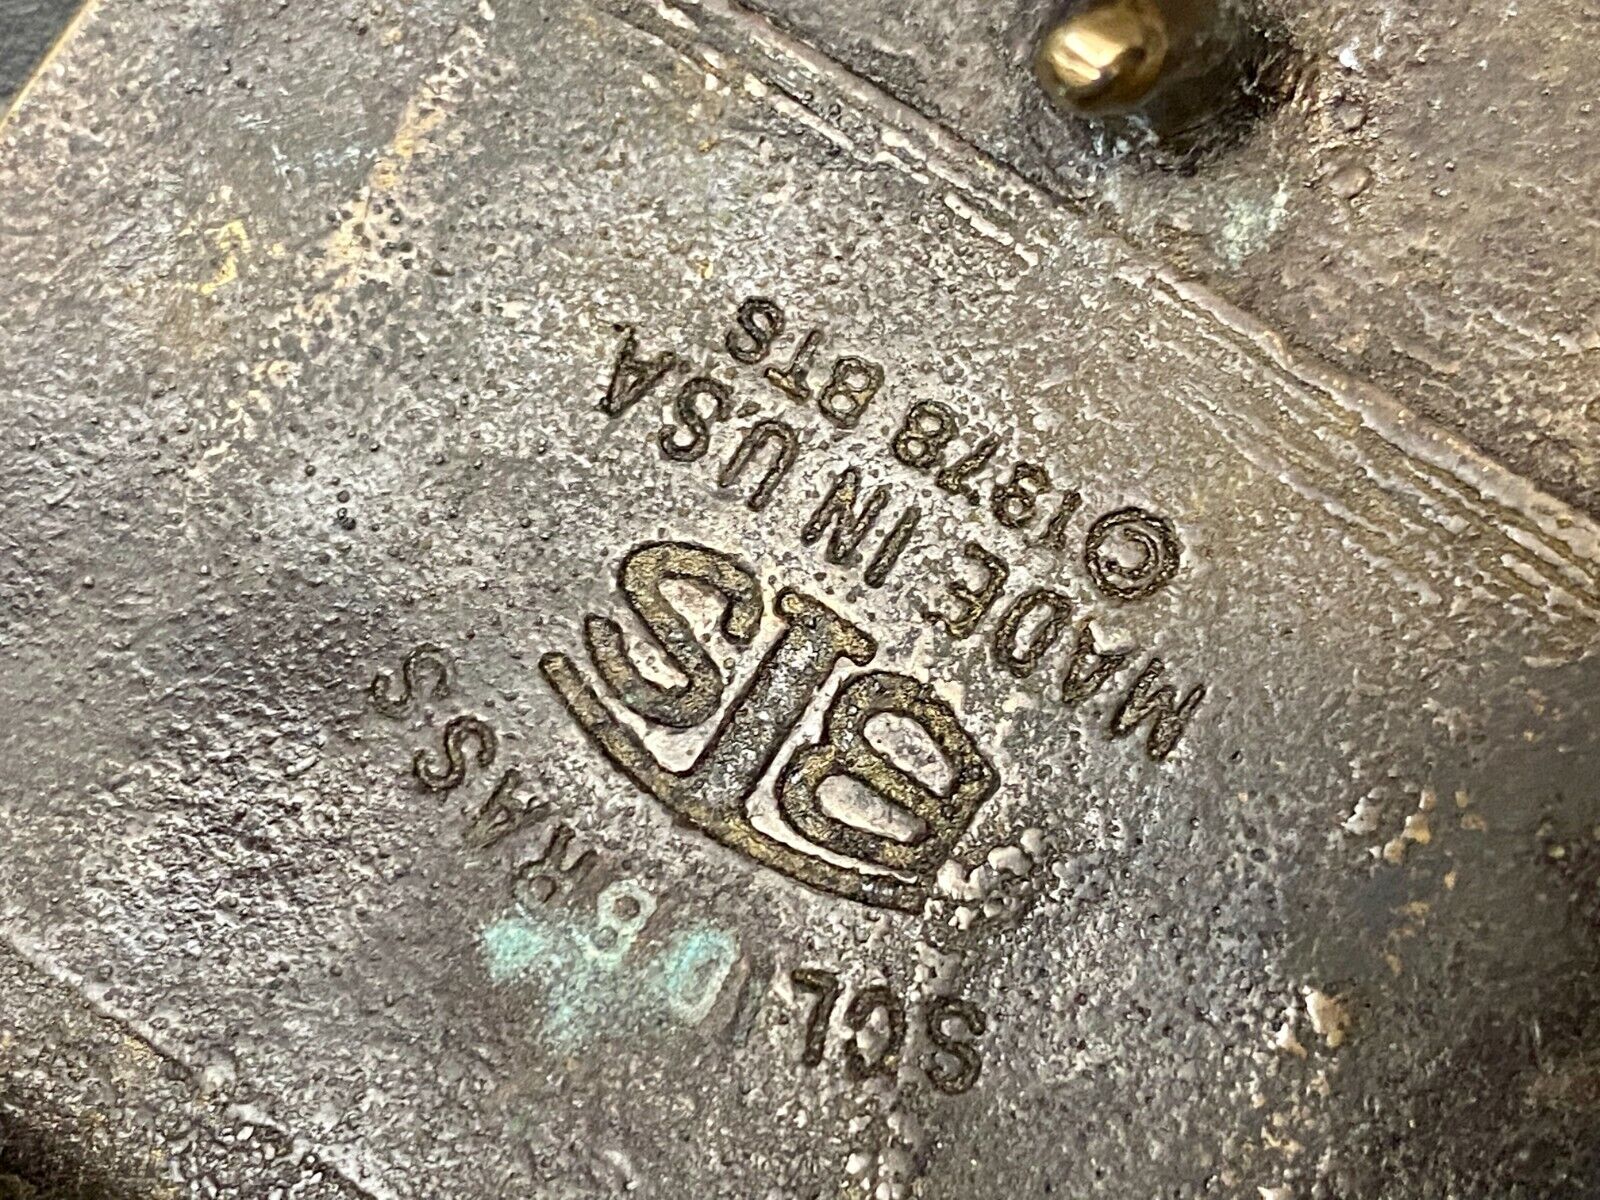 SOLID BRASS
BTS
MADE IN USA
© 1978 BTS